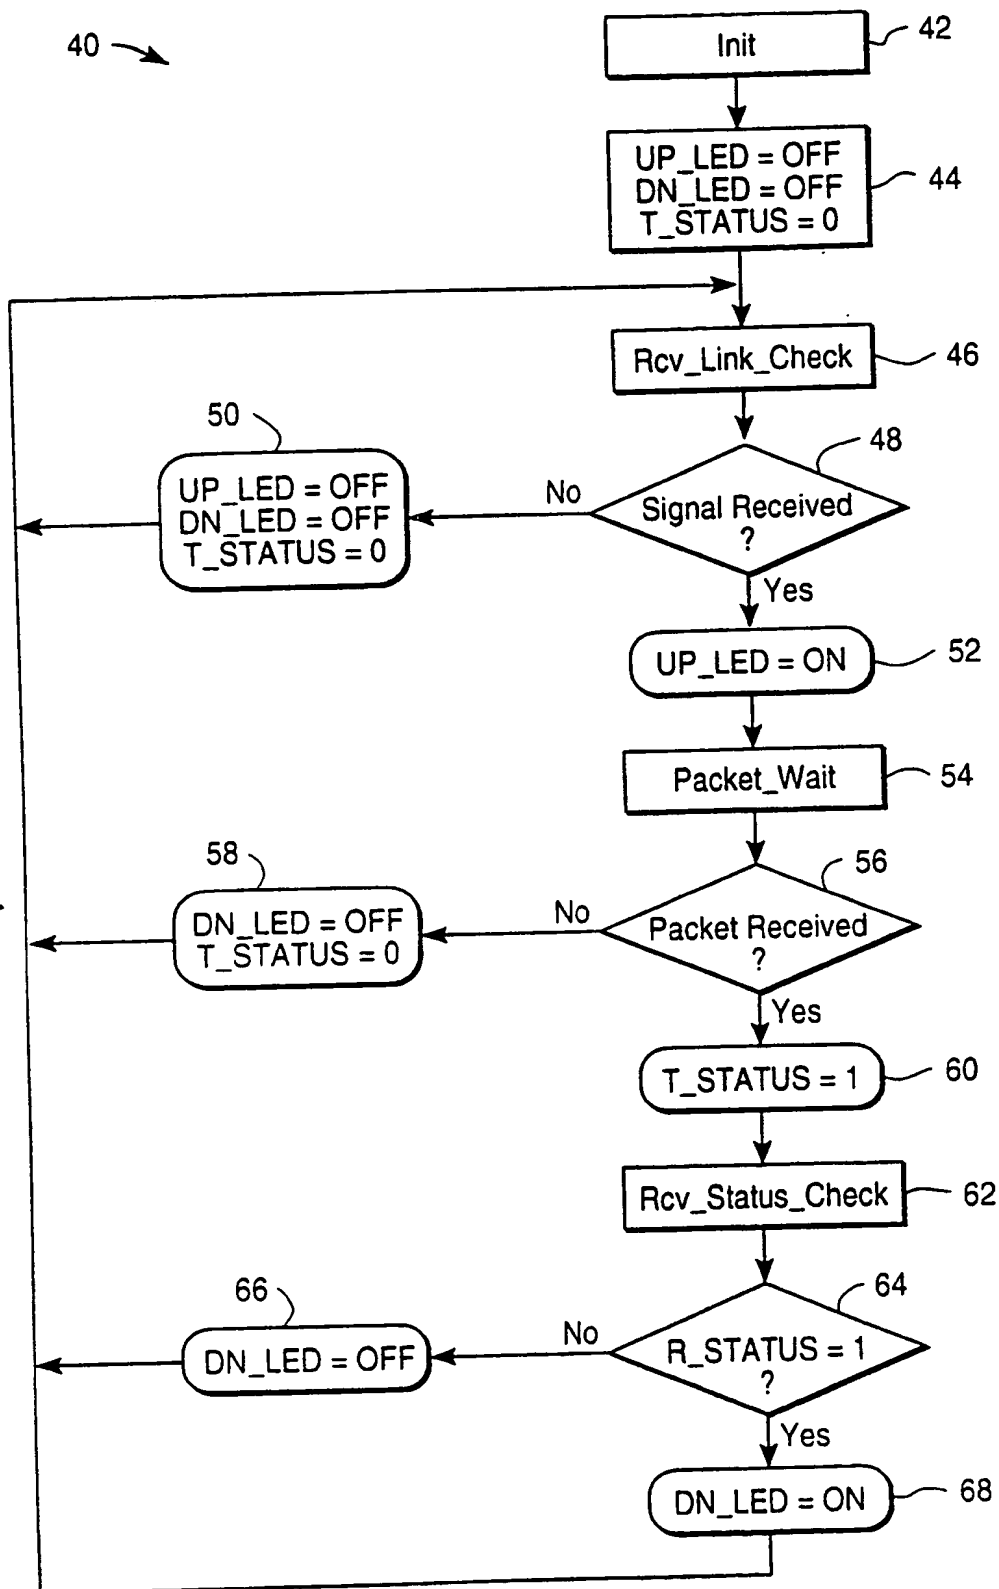 40
Init
42
UP_LED = OFF
DN_LED = OFF
T_STATUS = 0
44
Rcv_Link_Check
46
50
UP_LED = OFF
DN_LED = OFF
T_STATUS = 0
No
Signal Received
?
48
Yes
UP_LED = ON
52
Packet_Wait
54
58
DN_LED = OFF
T_STATUS = 0
No
Packet Received
?
56
Yes
T_STATUS = 1
60
Rcv_Status_Check
62
66
DN_LED = OFF
No
R_STATUS = 1
?
64
Yes
DN_LED = ON
68